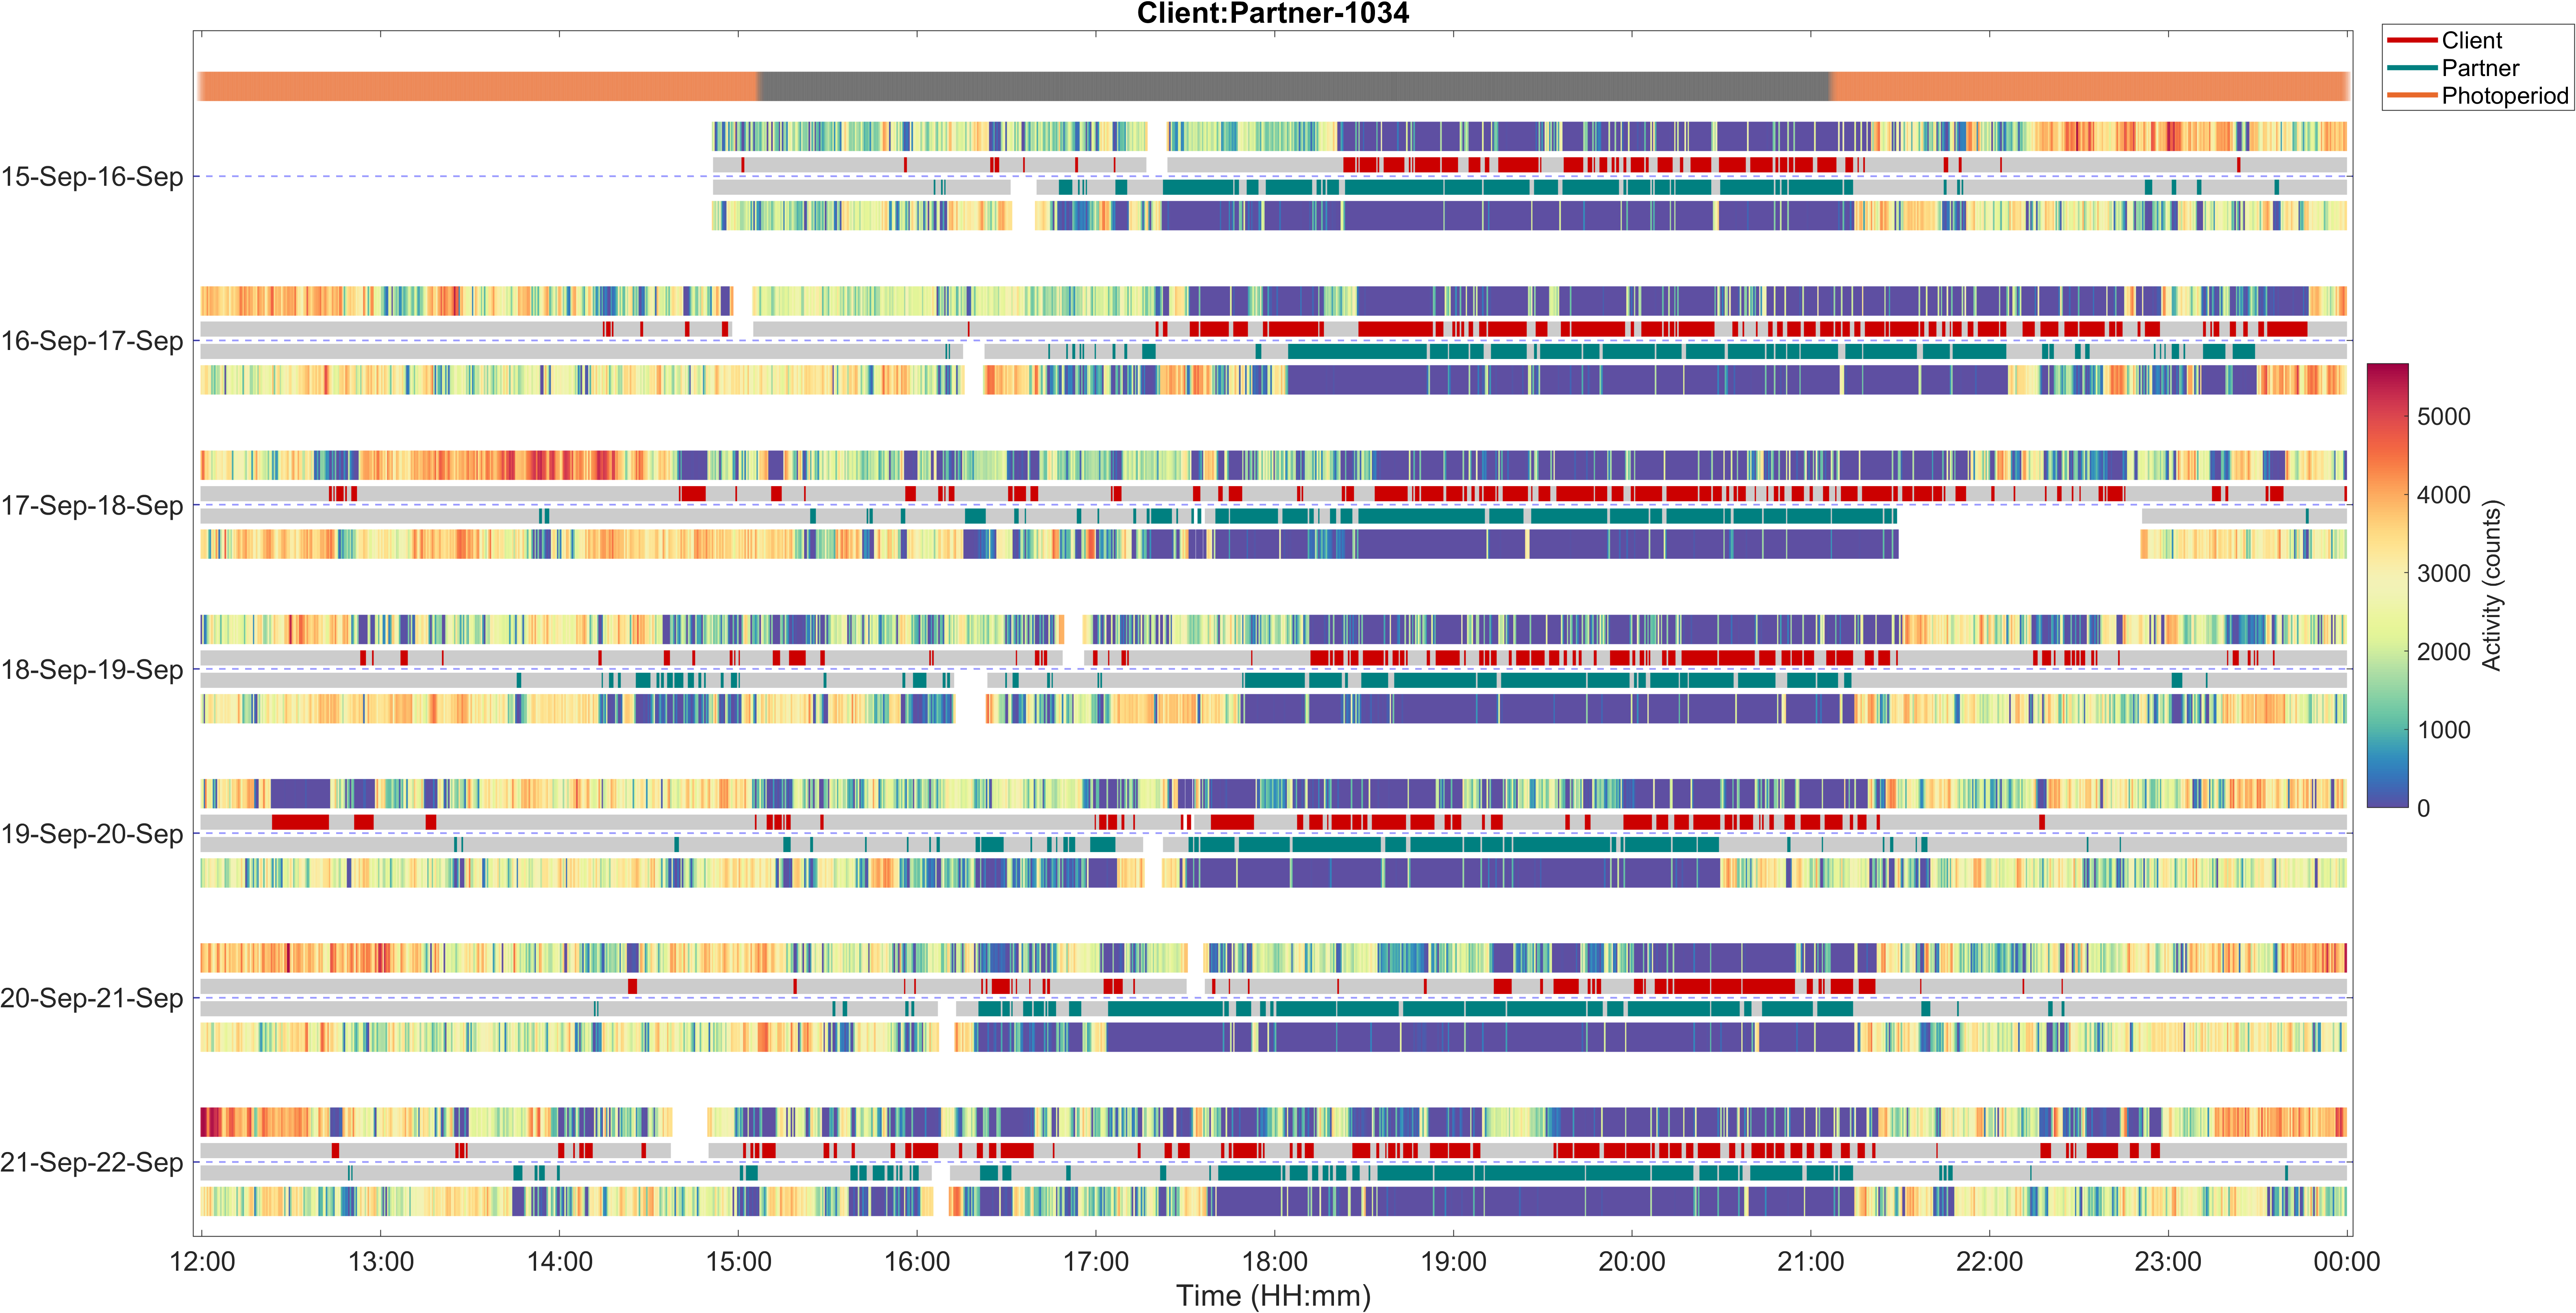 Client:Partner-1034
Client
Partner
Photoperiod
15-Sep-16-Sep
16-Sep-17-Sep
17-Sep-18-Sep
18-Sep-19-Sep
19-Sep-20-Sep
20-Sep-21-Sep
21-Sep-22-Sep
5000
4000
3000
2000
1000
0
Activity (counts)
12:00 13:00 14:00 15:00 16:00 17:00 18:00 19:00 20:00 21:00 22:00 23:00 00:00
Time (HH:mm)